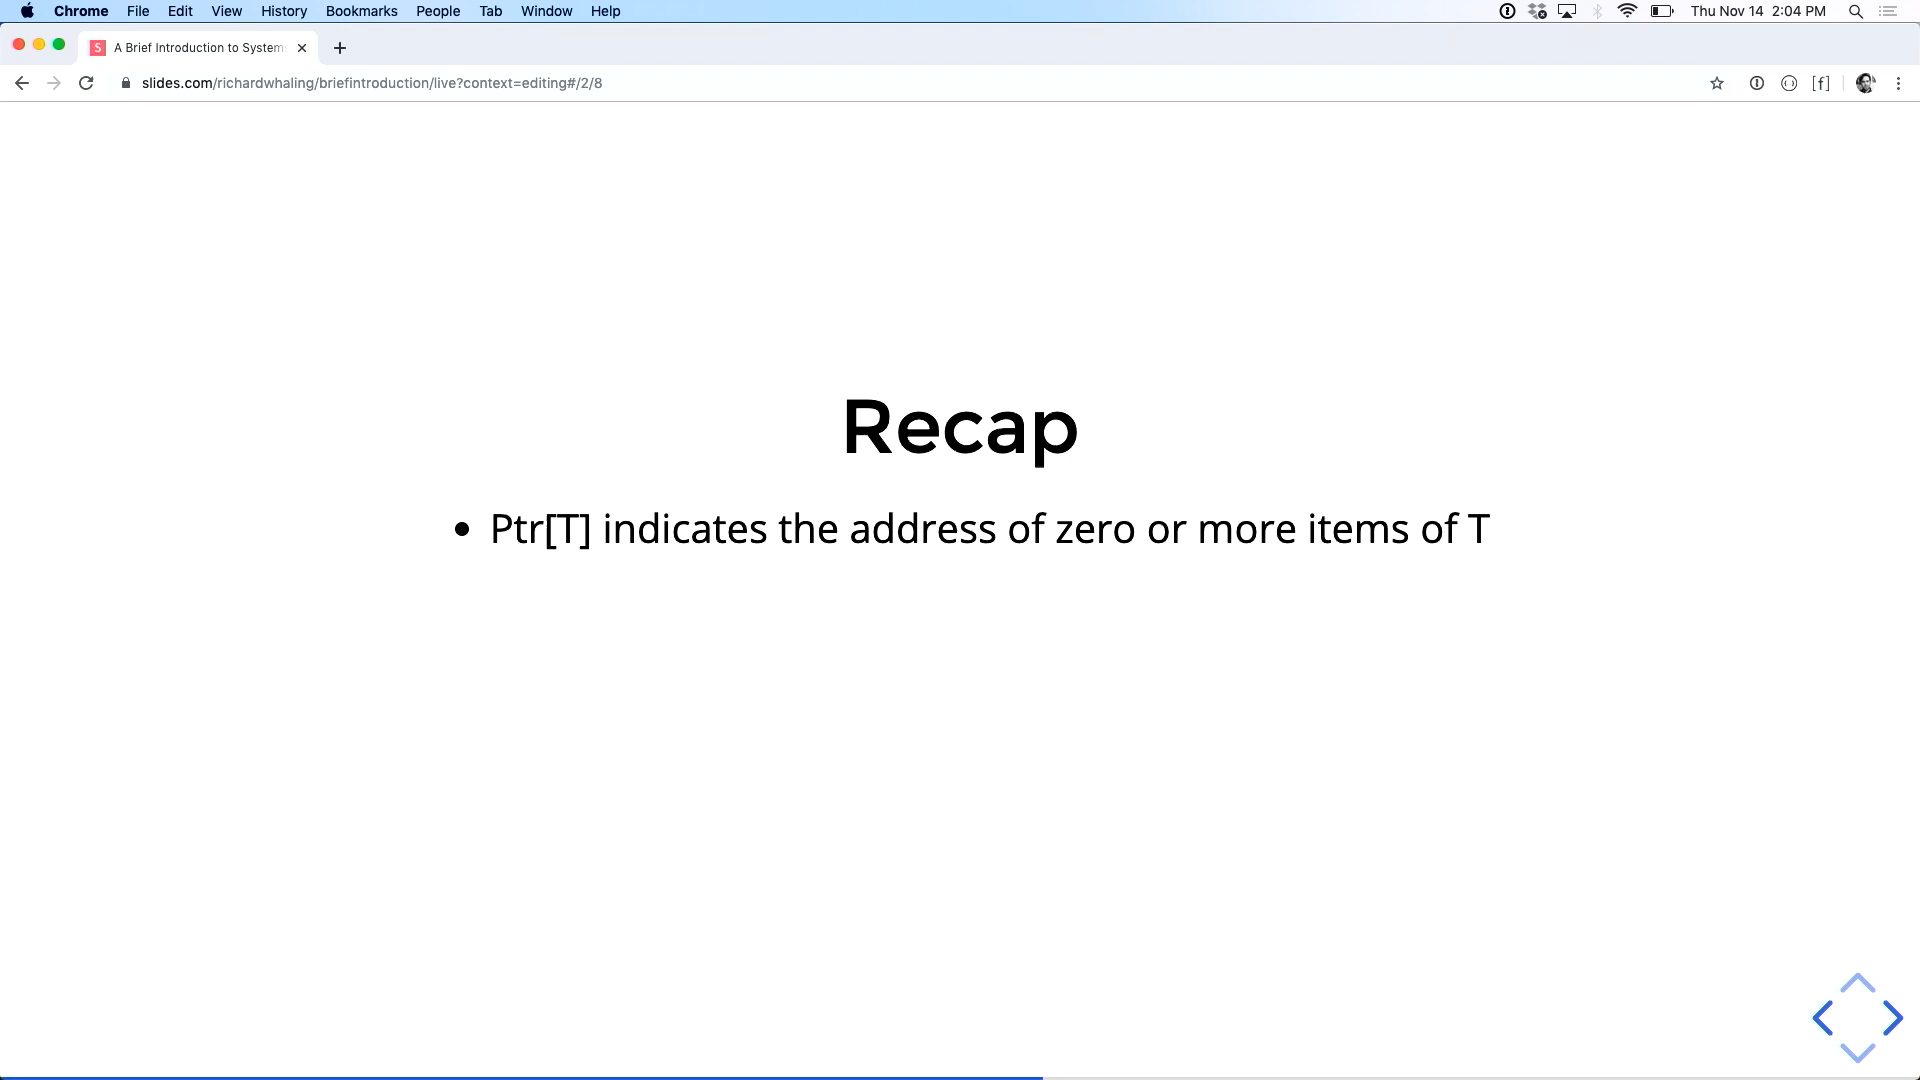 Chrome File Edit View History Bookmarks People Tab Window Help Thu Nov 14 2:04 PM
S A Brief Introduction to System
slides.com/richardwhaling/briefintroduction/live?context=editing#/2/8 [f]
Recap
• Ptr[T] indicates the address of zero or more items of T